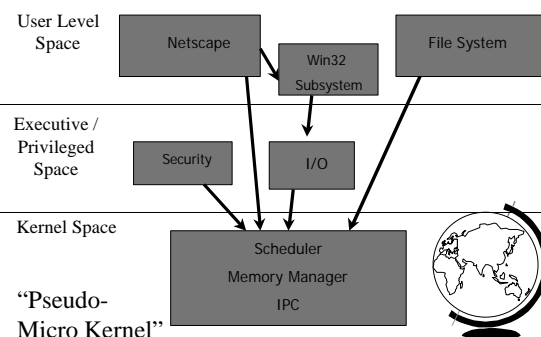 User Level
Space
Netscape
Win32
Subsystem
File System
Executive /
Privileged
Space
Security
I/O
Kernel Space
Scheduler
Memory Manager
IPC
“Pseudo-
Micro Kernel”